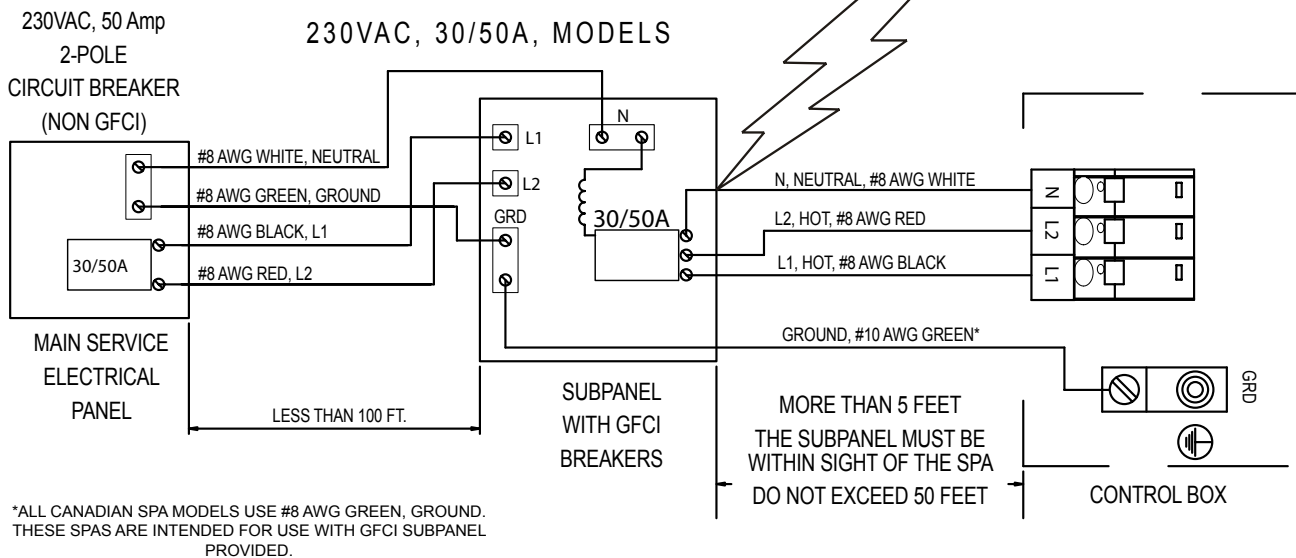 230VAC, 50 Amp
2-POLE
CIRCUIT BREAKER
(NON GFCI)
230VAC, 30/50A, MODELS
#8 AWG WHITE, NEUTRAL
#8 AWG GREEN, GROUND
#8 AWG BLACK, L1
#8 AWG RED, L2
30/50A
MAIN SERVICE
ELECTRICAL
PANEL
LESS THAN 100 FT.
L1
N
L2
GRD
30/50A
SUBPANEL
WITH GFCI
BREAKERS
N, NEUTRAL, #8 AWG WHITE
L2, HOT, #8 AWG RED
L1, HOT, #8 AWG BLACK
GROUND, #10 AWG GREEN*
MORE THAN 5 FEET
THE SUBPANEL MUST BE
WITHIN SIGHT OF THE SPA
DO NOT EXCEED 50 FEET
N
L2
L1
GRD
CONTROL BOX
*ALL CANADIAN SPA MODELS USE #8 AWG GREEN, GROUND.
THESE SPAS ARE INTENDED FOR USE WITH GFCI SUBPANEL
PROVIDED.